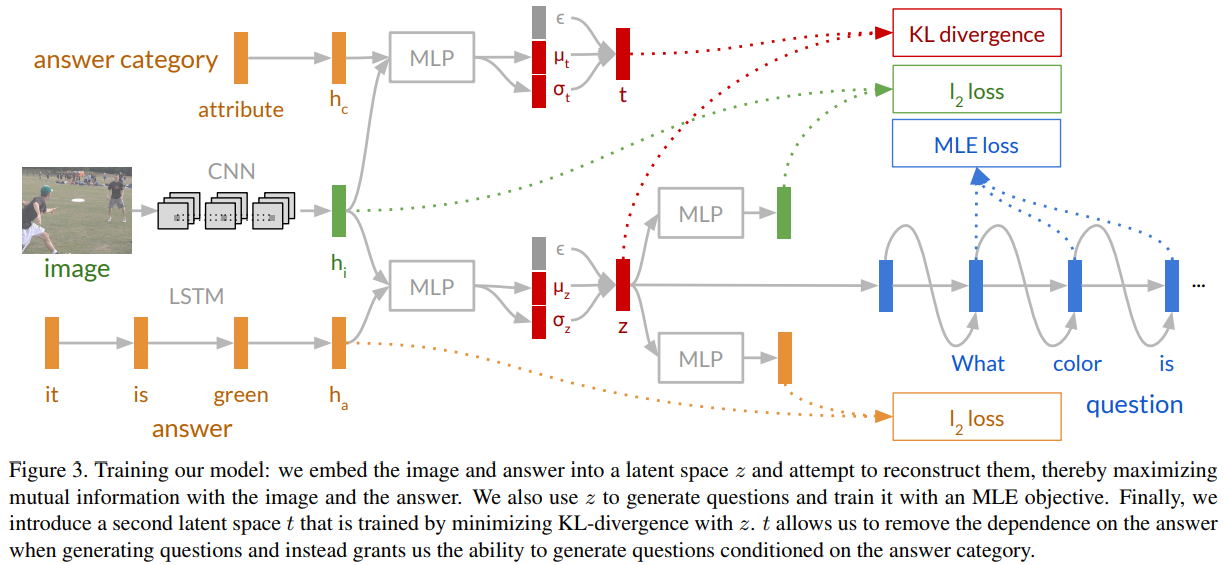 answer category
attribute
h_c
MLP
ϵ
μ_t
σ_t
t
KL divergence
l_2 loss
MLE loss
CNN
image
h_i
MLP
ϵ
μ_z
σ_z
z
MLP
MLP
LSTM
it is green h_a
answer
What color is ...
question
l_2 loss
Figure 3. Training our model: we embed the image and answer into a latent space z and attempt to reconstruct them, thereby maximizing
mutual information with the image and the answer. We also use z to generate questions and train it with an MLE objective. Finally, we
introduce a second latent space t that is trained by minimizing KL-divergence with z. t allows us to remove the dependence on the answer
when generating questions and instead grants us the ability to generate questions conditioned on the answer category.